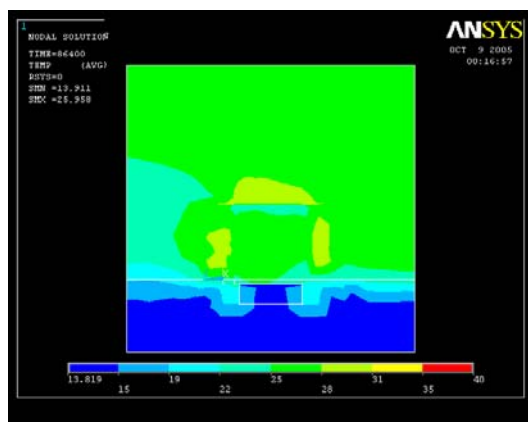 1
NODAL SOLUTION
TIME=86400
TEMP (AVG)
RSYS=0
SMN =13.911
SMX =25.958
ANSYS
OCT 9 2005
00:16:57
13.819 15 19 22 25 28 31 35 40